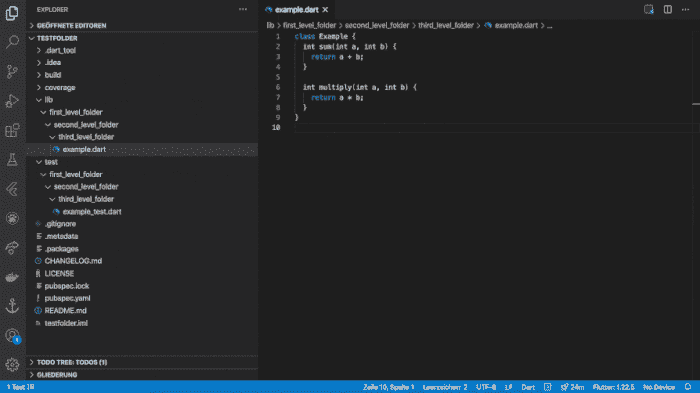 EXPLORER
GEÖFFNETE EDITOREN
TESTFOLDER
.dart_tool
.idea
build
coverage
lib
first_level_folder
second_level_folder
third_level_folder
example.dart
test
first_level_folder
second_level_folder
third_level_folder
example_test.dart
.gitignore
.metadata
.packages
CHANGELOG.md
LICENSE
pubspec.lock
pubspec.yaml
README.md
testfolder.iml
TODO TREE: TODOS (1)
GLIEDERUNG
example.dart
lib > first_level_folder > second_level_folder > third_level_folder > example.dart > ...
1 class Example {
2 int sum(int a, int b) {
3 return a + b;
4 }
5
6 int multiply(int a, int b) {
7 return a * b;
8 }
9 }
10
Zeile 10, Spalte 1 Leerzeichen: 2 UTF-8 LF Dart 24m Flutter: 1.22.5 No Device